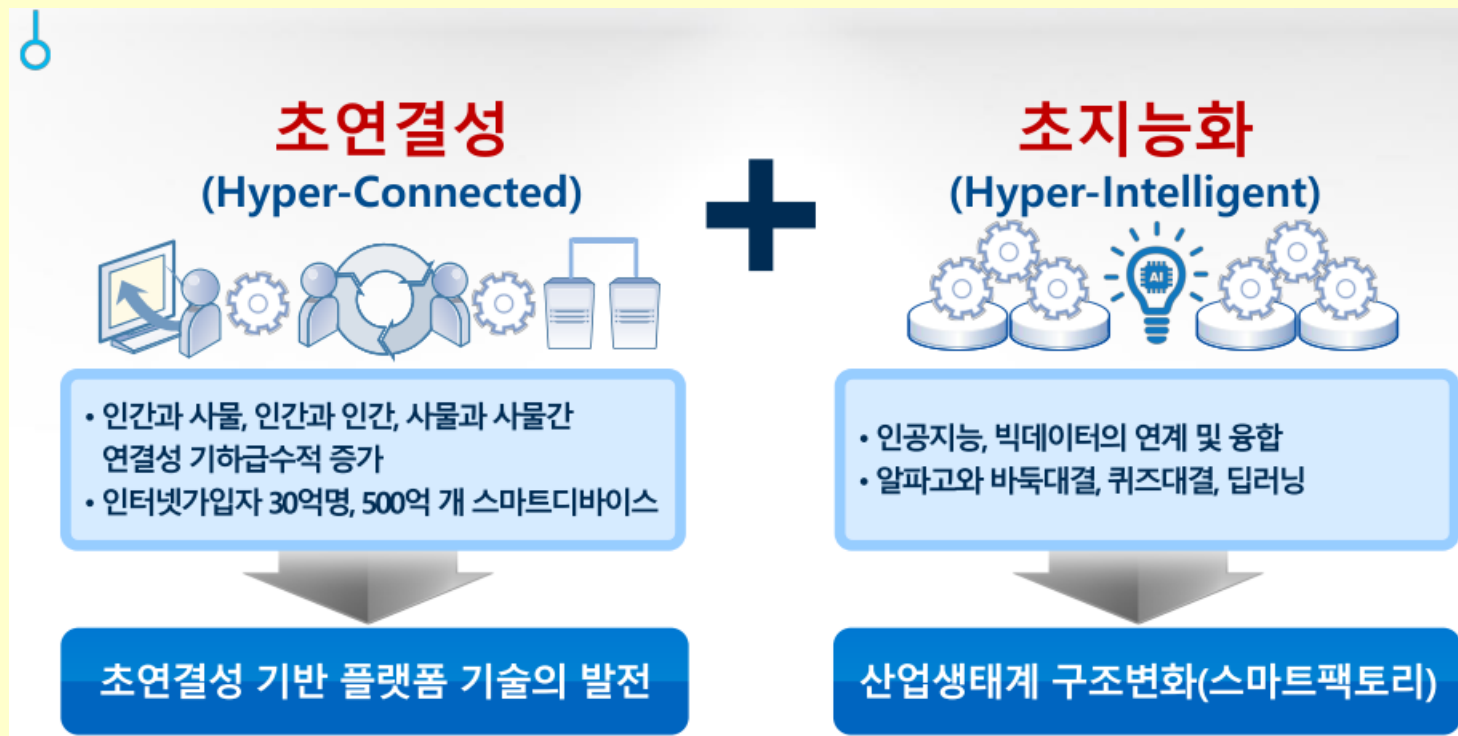 초연결성
(Hyper-Connected)
• 인간과 사물, 인간과 인간, 사물과 사물간
연결성 기하급수적 증가
• 인터넷가입자 30억명, 500억 개 스마트디바이스
초연결성 기반 플랫폼 기술의 발전
+
초지능화
(Hyper-Intelligent)
AI
• 인공지능, 빅데이터의 연계 및 융합
• 알파고와 바둑대결, 퀴즈대결, 딥러닝
산업생태계 구조변화(스마트팩토리)